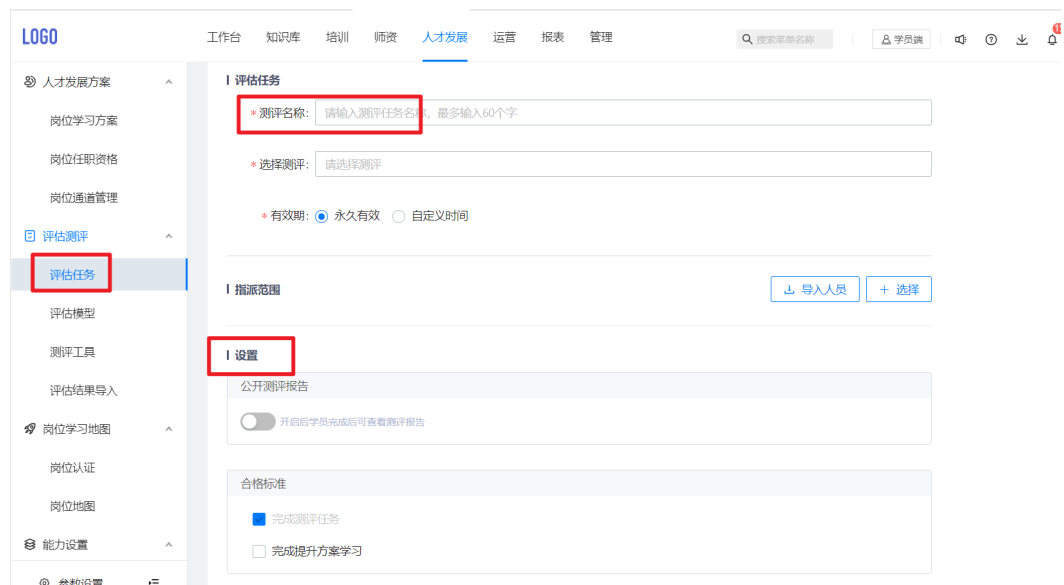 LOGO
工作台 知识库 培训 师资 人才发展 运营 报表 管理
搜索菜单名称
学员端
人才发展方案
岗位学习方案
岗位任职资格
岗位通道管理
评估测评
评估任务
评估模型
测评工具
评估结果导入
岗位学习地图
岗位认证
岗位地图
能力设置
参数设置
评估任务
*测评名称: 请输入测评任务名称, 最多输入60个字
*选择测评: 请选择测评
*有效期: 永久有效 自定义时间
指派范围
导入人员 + 选择
设置
公开测评报告
开启后学员完成后可查看测评报告
合格标准
完成测评任务
完成提升方案学习